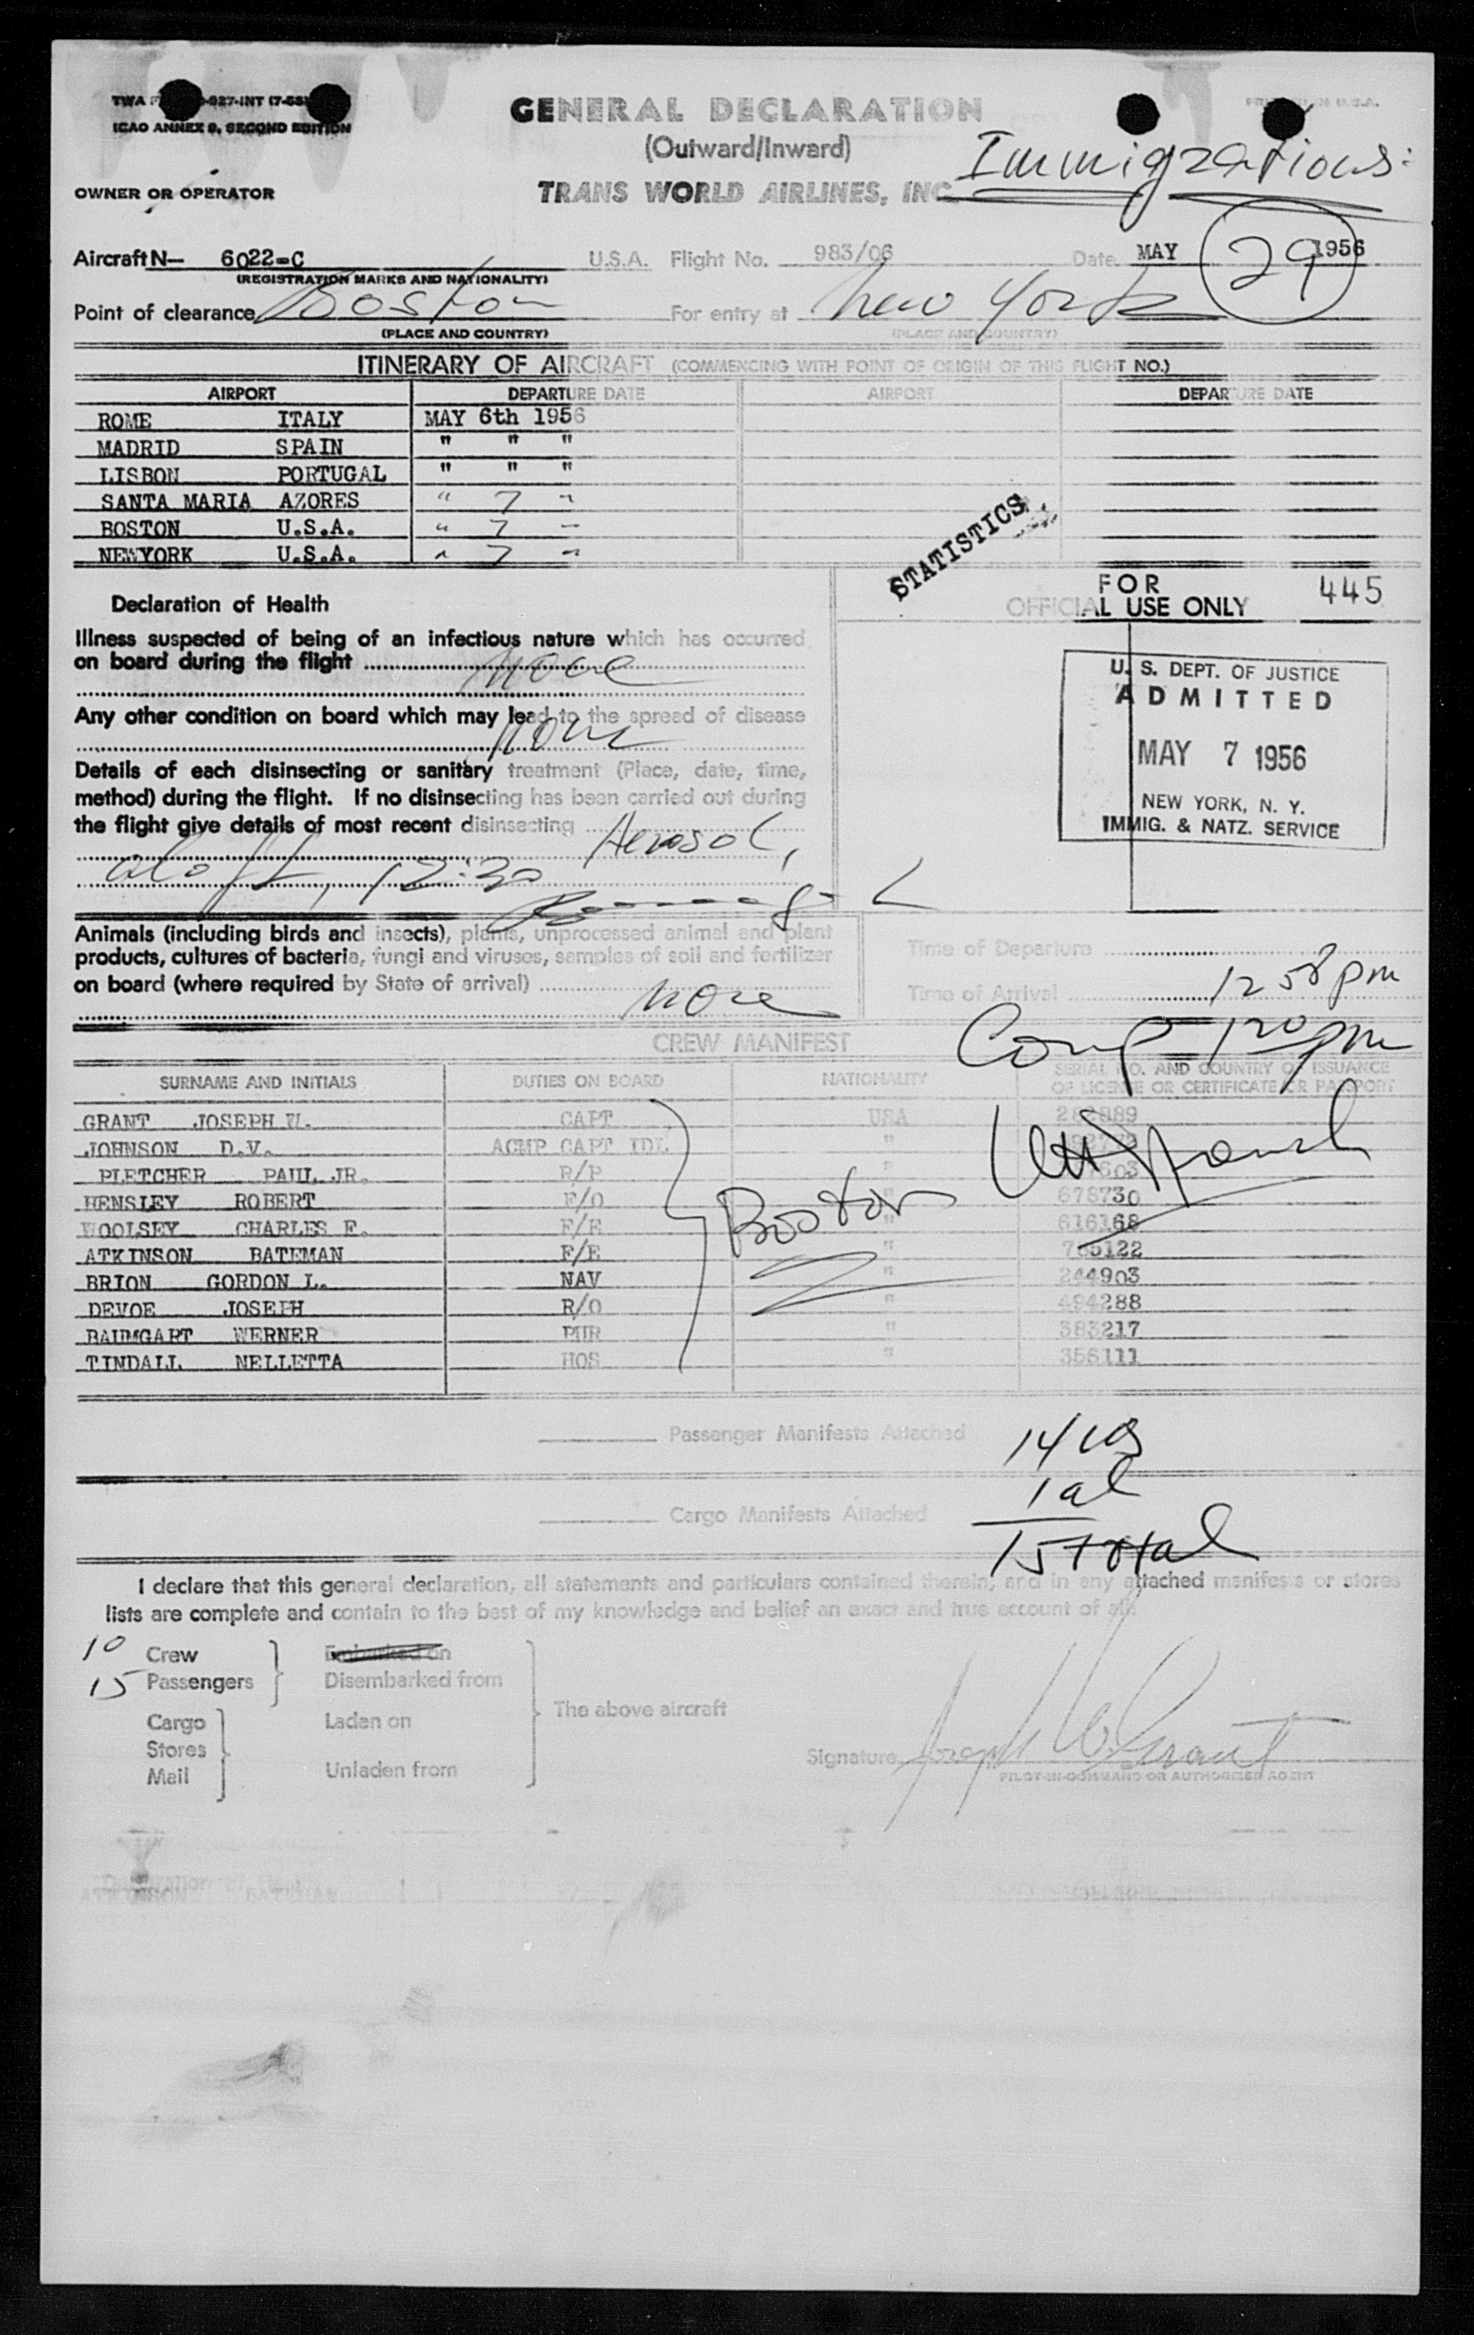 ICAO ANNEX 9, SECOND EDITION
GENERAL DECLARATION
(Outward/Inward)
Immigrations:
OWNER OR OPERATOR
TRANS WORLD AIRLINES, INC.
Aircraft N— 6022-C U.S.A. Flight No. 983/06 Date MAY 29 1956
(REGISTRATION MARKS AND NATIONALITY)
Point of clearance Boston For entry at New York
(PLACE AND COUNTRY) (PLACE AND COUNTRY)
ITINERARY OF AIRCRAFT (COMMENCING WITH POINT OF ORIGIN OF THIS FLIGHT NO.)
AIRPORT DEPARTURE DATE AIRPORT DEPARTURE DATE
ROME ITALY MAY 6th 1956
MADRID SPAIN " " "
LISBON PORTUGAL " " "
SANTA MARIA AZORES " 7 "
BOSTON U.S.A. " 7 "
NEWYORK U.S.A. " 7 "
STATISTICS
FOR
OFFICIAL USE ONLY 445
Declaration of Health
Illness suspected of being of an infectious nature which has occurred
on board during the flight None
Any other condition on board which may lead to the spread of disease
None
Details of each disinsecting or sanitary treatment (Place, date, time,
method) during the flight. If no disinsecting has been carried out during
the flight give details of most recent disinsecting Aerosol,
aloft, 12:30
U. S. DEPT. OF JUSTICE
ADMITTED
MAY 7 1956
NEW YORK, N. Y.
IMMIG. & NATZ. SERVICE
Animals (including birds and insects), plants, unprocessed animal and plant
products, cultures of bacteria, fungi and viruses, samples of soil and fertilizer
on board (where required by State of arrival) None
Time of Departure
Time of Arrival 12 58 pm
Comp - 1 20 pm
CREW MANIFEST
SURNAME AND INITIALS DUTIES ON BOARD NATIONALITY SERIAL NO. AND COUNTRY OF ISSUANCE
OF LICENSE OR CERTIFICATE OR PASSPORT
GRANT JOSEPH W. CAPT USA
JOHNSON D.V. ACMP CAPT IDL "
PLETCHER PAUL JR. R/P "
HENSLEY ROBERT F/O 678730
WOOLSEY CHARLES E. F/E " 616168
ATKINSON BATEMAN F/E " 765122
BRION GORDON L. NAV " 244903
DEVOE JOSEPH R/O " 494288
BAUMGART WERNER PUR " 383217
TINDALL NELLETTA HOS " 356111
Boston
Passenger Manifests Attached
14 US
1 al
Cargo Manifests Attached
15 total
I declare that this general declaration, all statements and particulars contained therein, and in any attached manifests or stores
lists are complete and contain to the best of my knowledge and belief an exact and true account of all:
10 Crew Embarked on
15 Passengers Disembarked from
The above aircraft
Cargo Laden on
Stores
Mail Unladen from
Signature Joseph W Grant
PILOT-IN-COMMAND OR AUTHORIZED AGENT